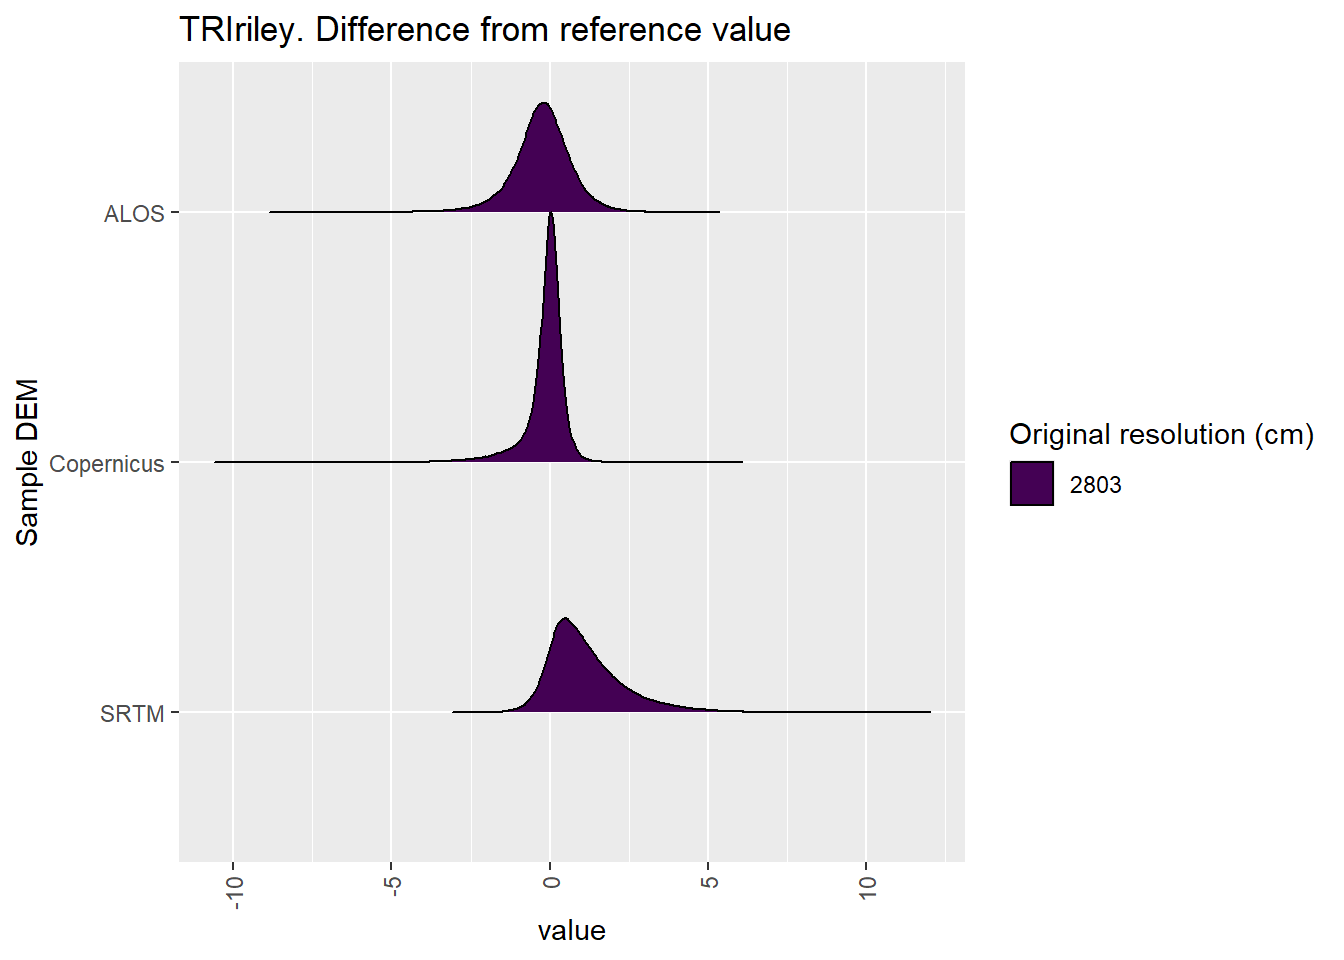 TRIriley. Difference from reference value
Sample DEM
ALOS
Copernicus
SRTM
-10
-5
0
5
10
value
Original resolution (cm)
2803